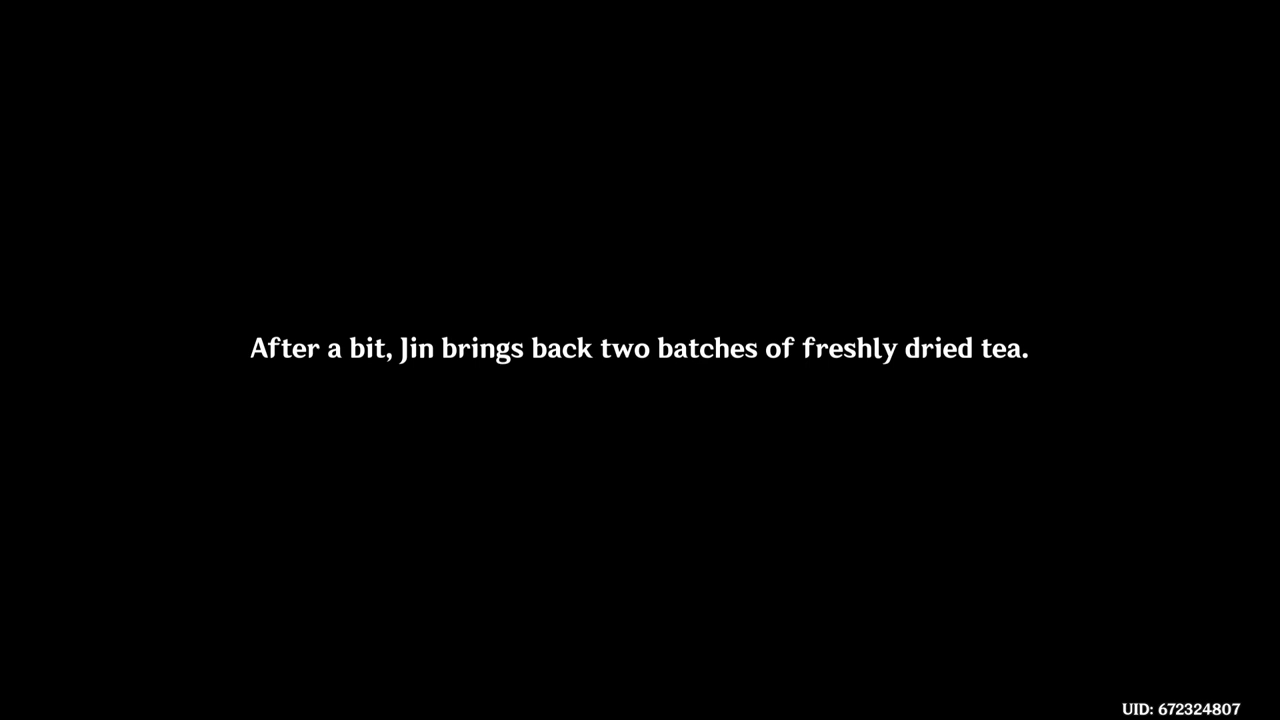 After a bit, Jin brings back two batches of freshly dried tea.
UID: 672324807